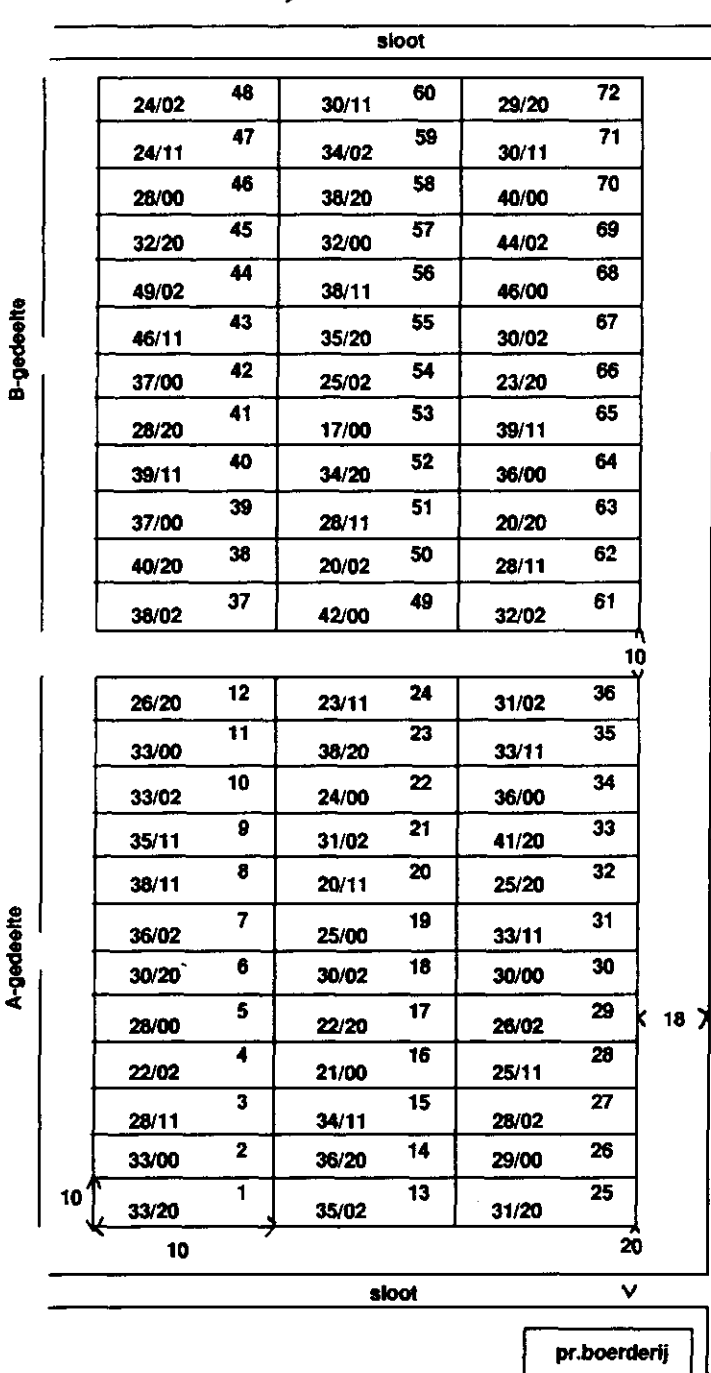 sloot
24/02 48 30/11 60 29/20 72
24/11 47 34/02 59 30/11 71
28/00 46 38/20 58 40/00 70
32/20 45 32/00 57 44/02 69
49/02 44 38/11 56 46/00 68
46/11 43 35/20 55 30/02 67
37/00 42 25/02 54 23/20 66
28/20 41 17/00 53 39/11 65
39/11 40 34/20 52 36/00 64
37/00 39 28/11 51 20/20 63
40/20 38 20/02 50 28/11 62
38/02 37 42/00 49 32/02 61
B-gedeelte
10
26/20 12 23/11 24 31/02 36
33/00 11 38/20 23 33/11 35
33/02 10 24/00 22 36/00 34
35/11 9 31/02 21 41/20 33
38/11 8 20/11 20 25/20 32
36/02 7 25/00 19 33/11 31
30/20 6 30/02 18 30/00 30
28/00 5 22/20 17 26/02 29
18
22/02 4 21/00 16 25/11 28
28/11 3 34/11 15 28/02 27
33/00 2 36/20 14 29/00 26
10
33/20 1 35/02 13 31/20 25
A-gedeelte
10
20
sloot
pr.boerderij